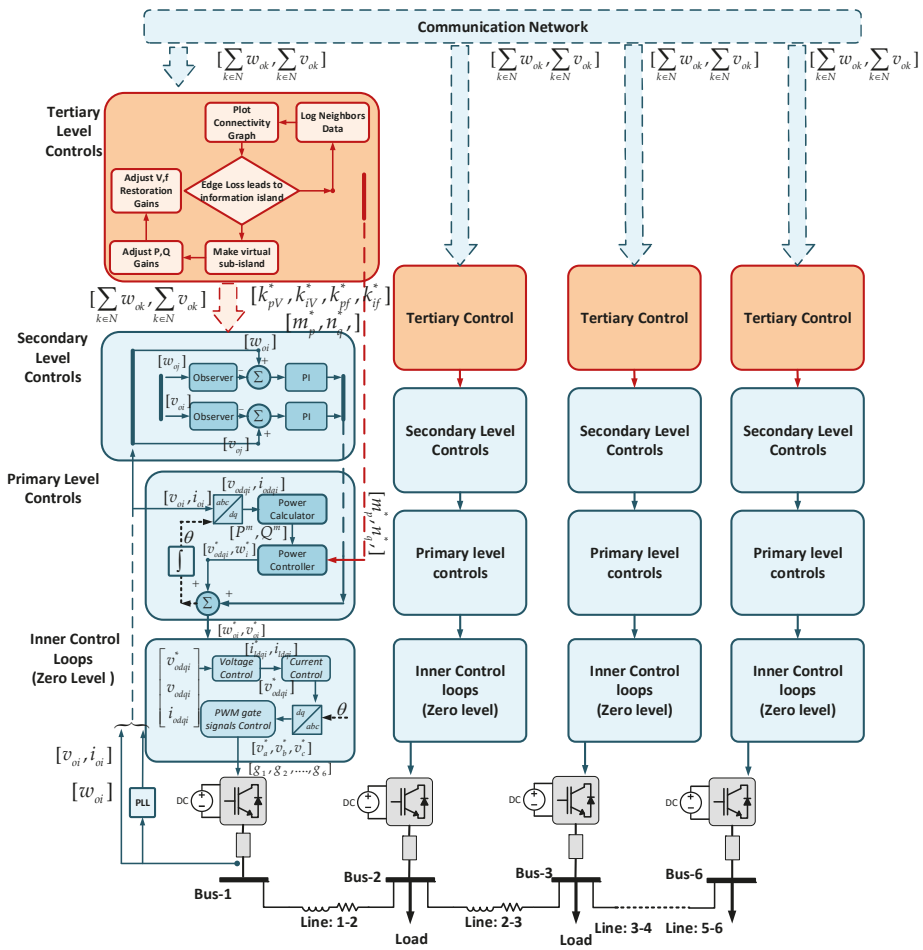 Communication Network
[∑k∈N w_ok, ∑k∈N v_ok]
[∑k∈N w_ok, ∑k∈N v_ok]
[∑k∈N w_ok, ∑k∈N v_ok]
[∑k∈N w_ok, ∑k∈N v_ok]
Tertiary
Level
Controls
Plot
Connectivity
Graph
Log Neighbors
Data
Edge Loss leads to
information island
Adjust V,f
Restoration
Gains
Adjust P,Q
Gains
Make virtual
sub-island
[∑k∈N w_ok, ∑k∈N v_ok]
[k*_pV, k*_iV, k*_pf, k*_if]
[m*_p, n*_q,]
Secondary
Level
Controls
[w_oi]
[w_oj]
Observer
−
∑
+
PI
[v_oi]
Observer
−
∑
+
PI
[v_oj]
Primary Level
Controls
[v_oi, i_oi]
[v_odqi, i_odqi]
abc
dq
Power
Calculator
[P^m, Q^m]
θ
∫
[v*_odqi, w*_i]
Power
Controller
[m*_p, n*_q,]
+
∑
+
[w*_oi, v*_oi]
Inner Control
Loops
(Zero Level )
v*_odqi
v_odqi
i_odqi
Voltage
Control
[i*_ldqi, i_ldqi]
Current
Control
[v*_odqi]
PWM gate
signals Control
dq
abc
θ
[v*_a, v*_b, v*_c]
[g_1, g_2, ...., g_6]
[v_oi, i_oi]
[w_oi]
PLL
Tertiary Control
Tertiary Control
Tertiary Control
Secondary Level
Controls
Secondary Level
Controls
Secondary Level
Controls
Primary level
controls
Primary level
controls
Primary level
controls
Inner Control
loops
(Zero level)
Inner Control
loops
(Zero level)
Inner Control
loops
(Zero level)
DC
DC
DC
DC
Bus-1
Bus-2
Bus-3
Bus-6
Line: 1-2
Line: 2-3
Line: 3-4
Line: 5-6
Load
Load